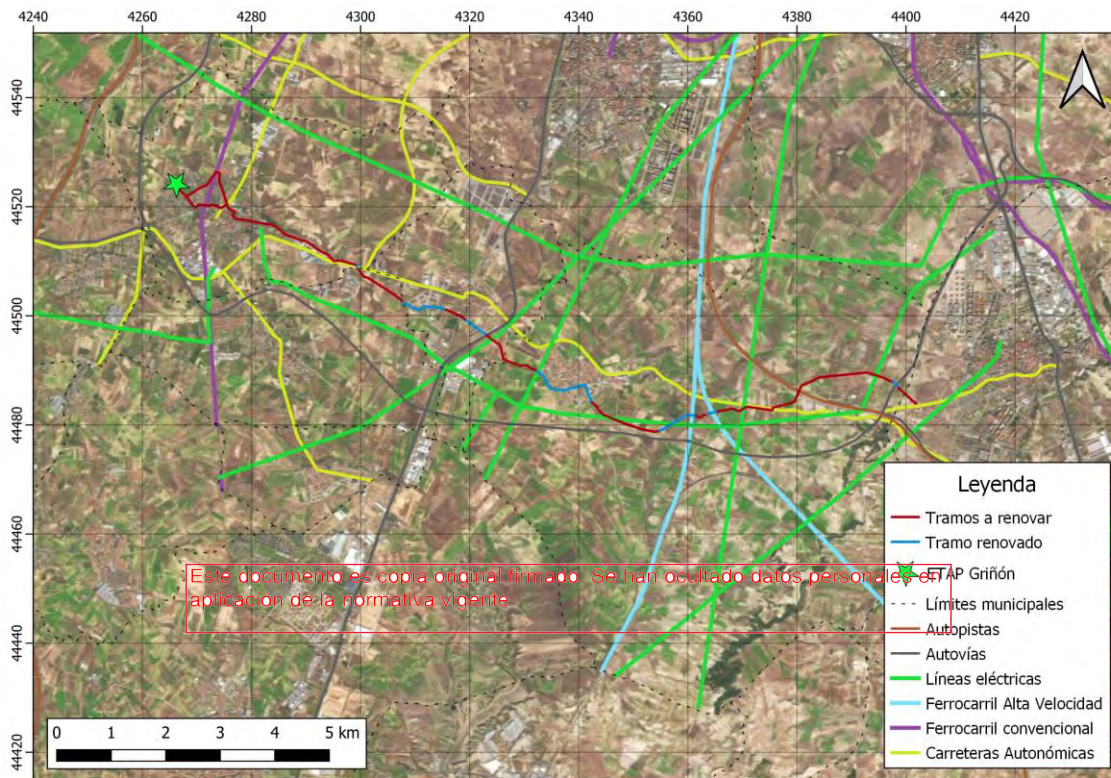 4240 4260 4280 4300 4320 4340 4360 4380 4400 4420
44540
44520
44500
44480
44460
44440
44420
Leyenda
Tramos a renovar
Tramo renovado
ETAP Griñón
Límites municipales
Autopistas
Autovías
Líneas eléctricas
Ferrocarril Alta Velocidad
Ferrocarril convencional
Carreteras Autonómicas
Este documento es copia original firmado. Se han ocultado datos personales en
aplicación de la normativa vigente
0 1 2 3 4 5 km